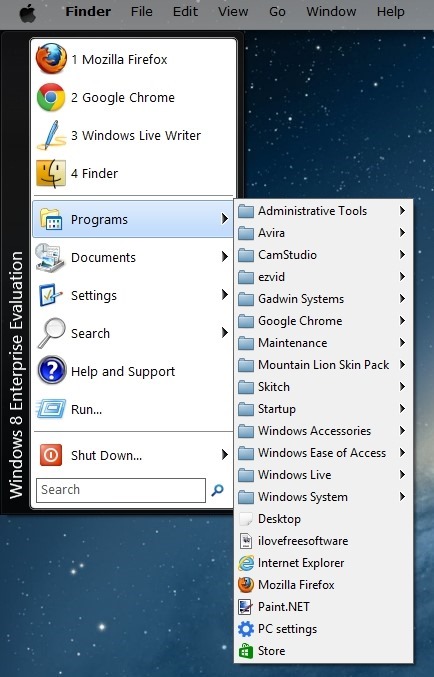 Finder File Edit View Go Window Help
Windows 8 Enterprise Evaluation
1 Mozilla Firefox
2 Google Chrome
3 Windows Live Writer
4 Finder
Programs
Documents
Settings
Search
Help and Support
Run...
Shut Down...
Search
Administrative Tools
Avira
CamStudio
ezvid
Gadwin Systems
Google Chrome
Maintenance
Mountain Lion Skin Pack
Skitch
Startup
Windows Accessories
Windows Ease of Access
Windows Live
Windows System
Desktop
ilovefreesoftware
Internet Explorer
Mozilla Firefox
Paint.NET
PC settings
Store